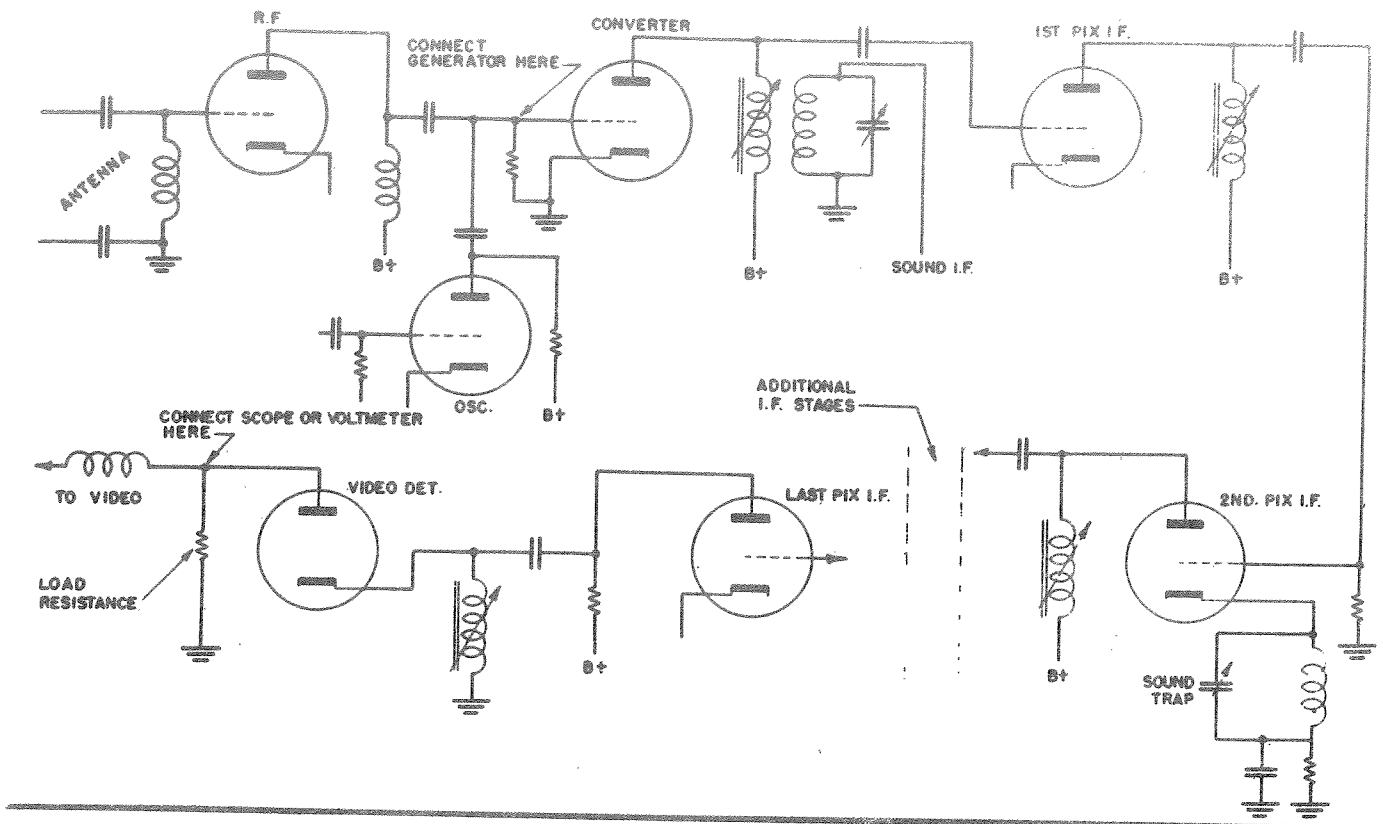 R.F
CONVERTER
CONNECT
GENERATOR HERE
1ST PIX I.F.
ANTENNA
B+
B+
SOUND I.F.
B+
OSC.
B+
ADDITIONAL
I.F. STAGES
CONNECT SCOPE OR VOLTMETER
HERE
TO VIDEO
VIDEO DET.
LAST PIX I.F.
2ND. PIX I.F.
LOAD
RESISTANCE
B+
B+
SOUND
TRAP